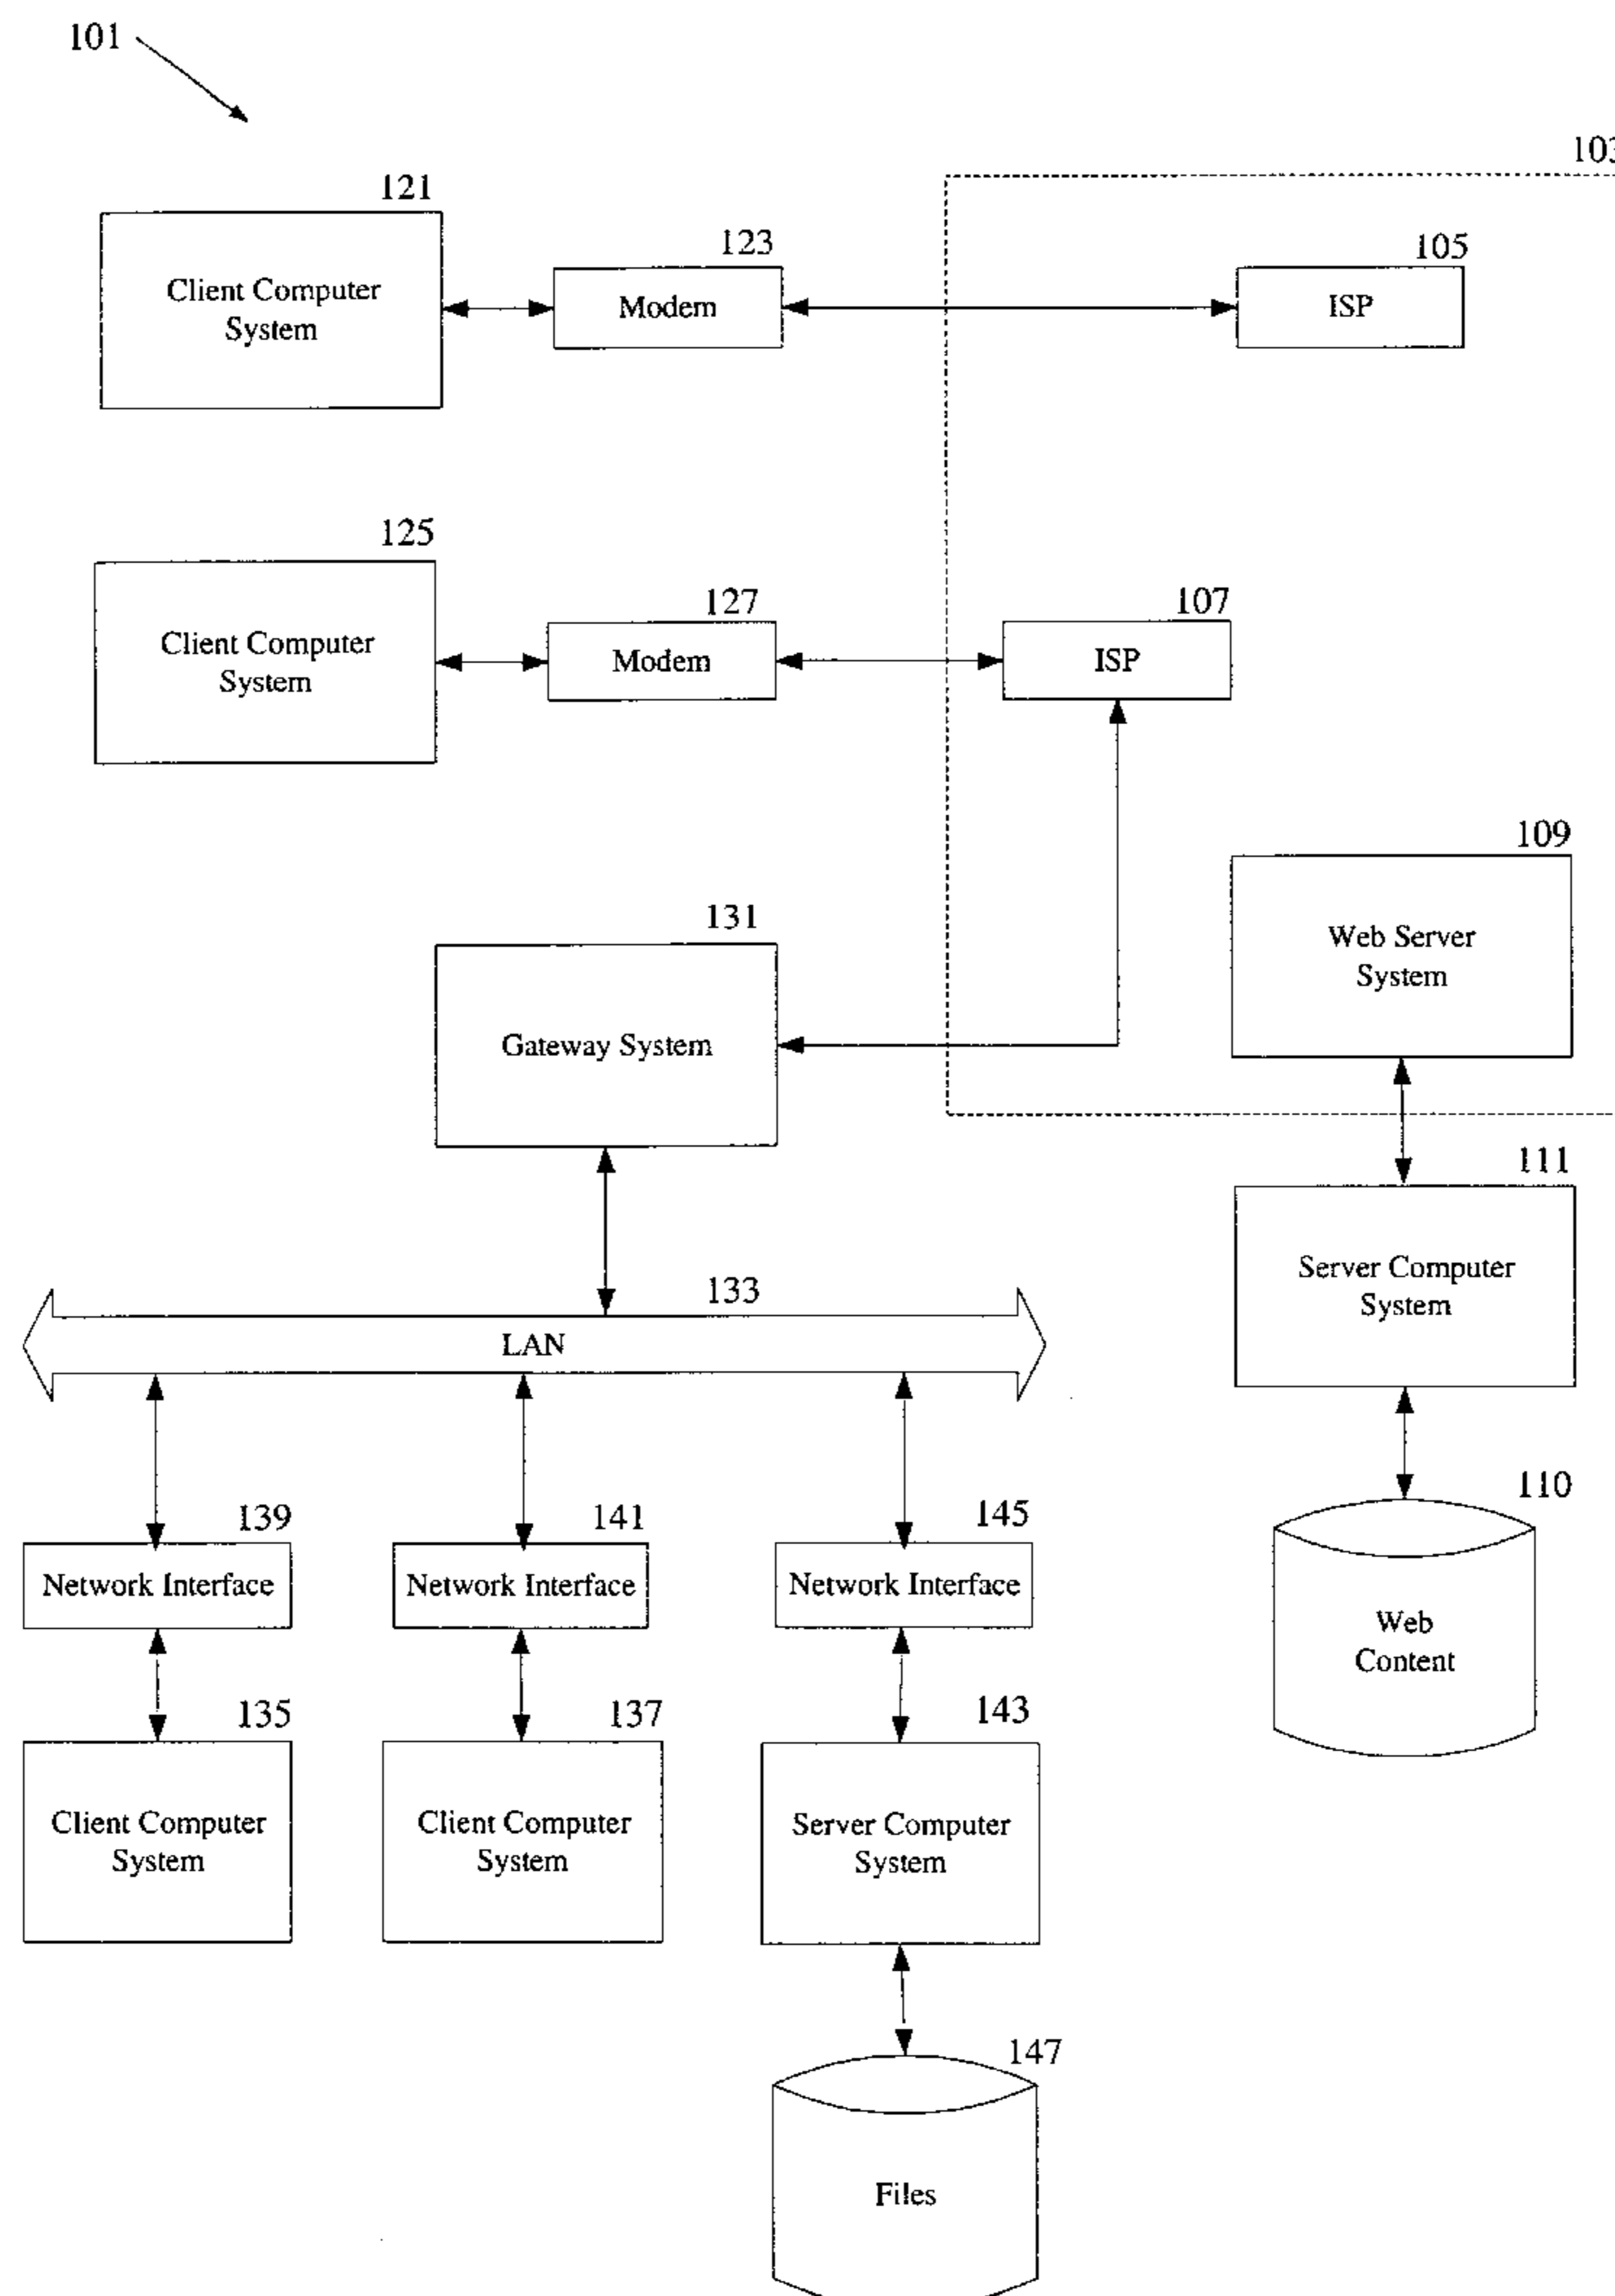 101
103
121
Client Computer
System
123
Modem
105
ISP
125
Client Computer
System
127
Modem
107
ISP
109
Web Server
System
131
Gateway System
111
Server Computer
System
133
LAN
110
Web
Content
139
Network Interface
141
Network Interface
145
Network Interface
135
Client Computer
System
137
Client Computer
System
143
Server Computer
System
147
Files